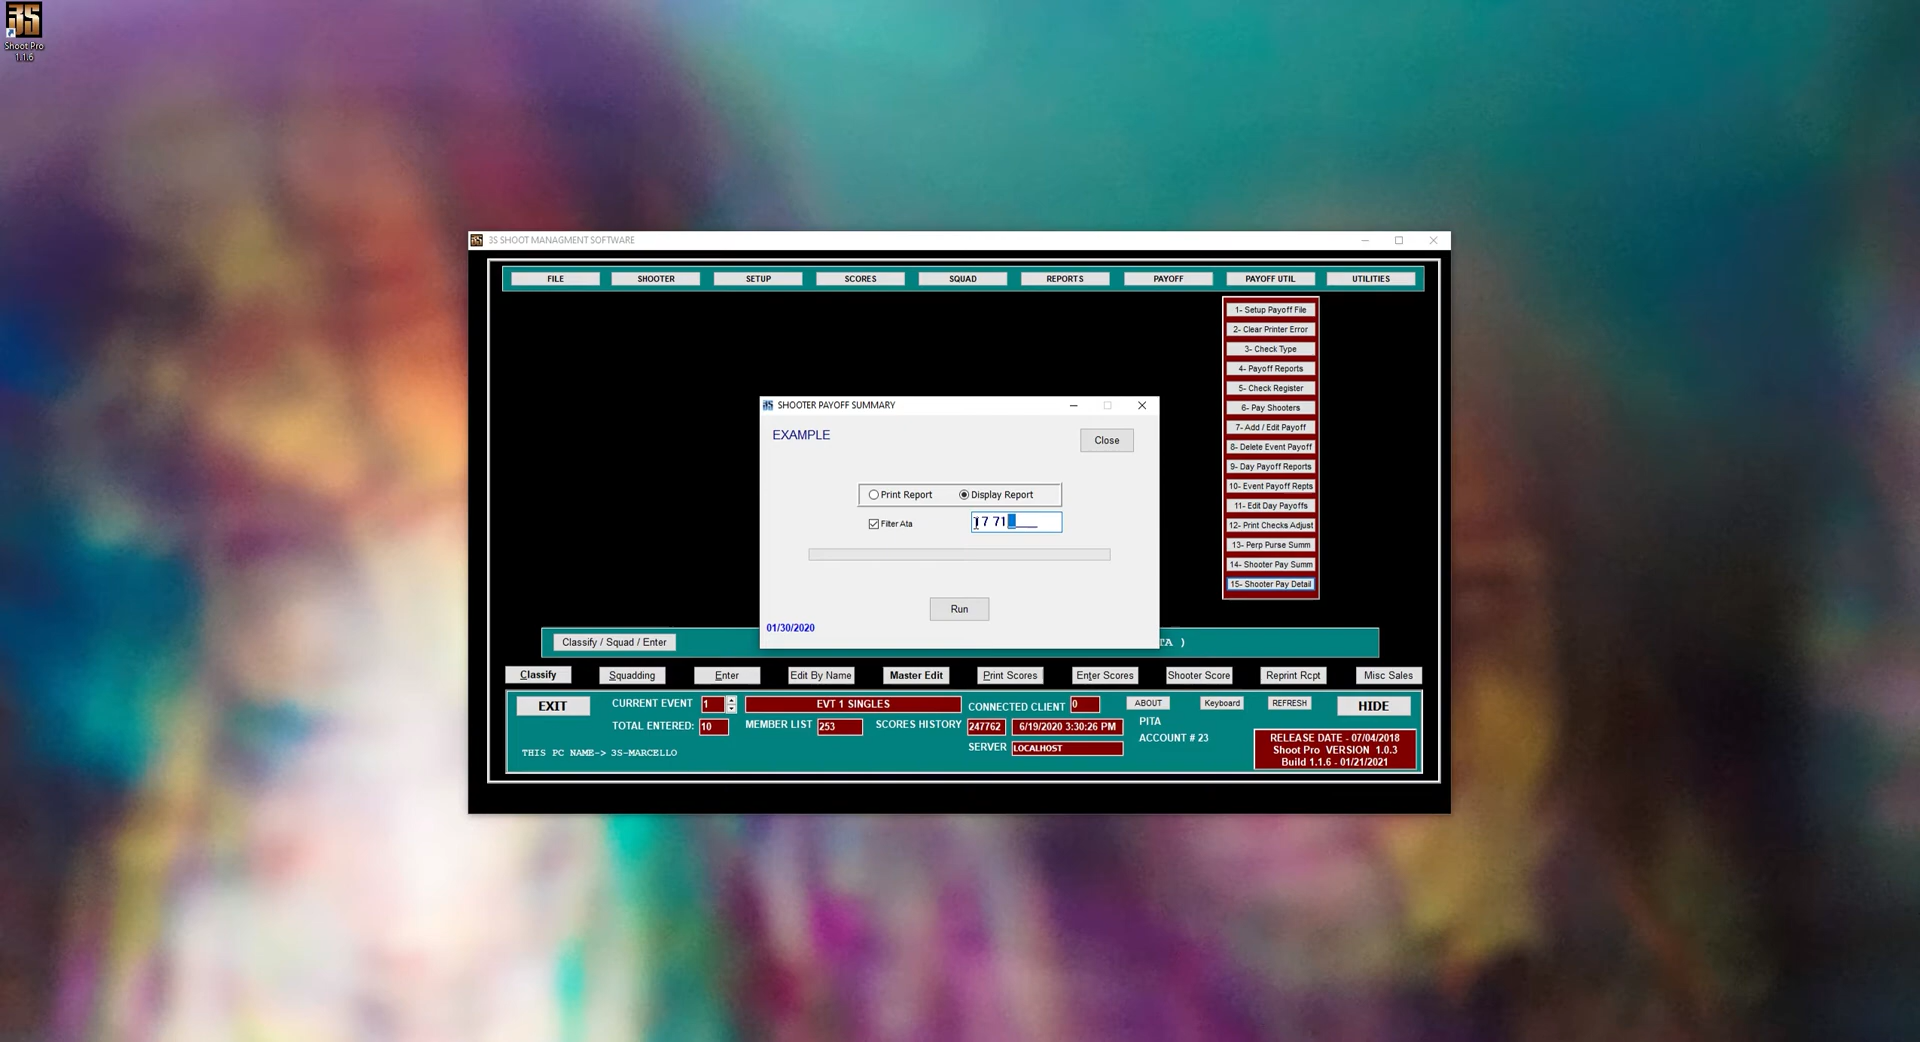 3S
Shoot Pro
1.1.6
3S SHOOT MANAGMENT SOFTWARE
FILE SHOOTER SETUP SCORES SQUAD REPORTS PAYOFF PAYOFF UTIL UTILITIES
1- Setup Payoff File
2- Clear Printer Error
3- Check Type
4- Payoff Reports
5- Check Register
6- Pay Shooters
7- Add / Edit Payoff
8- Delete Event Payoff
9- Day Payoff Reports
10- Event Payoff Repts
11- Edit Day Payoffs
12- Print Checks Adjust
13- Perp Purse Summ
14- Shooter Pay Summ
15- Shooter Pay Detail
SHOOTER PAYOFF SUMMARY
EXAMPLE
Close
Print Report Display Report
Filter Ata 7 71
Run
01/30/2020
Classify / Squad / Enter TA )
Classify Squadding Enter Edit By Name Master Edit Print Scores Enter Scores Shooter Score Reprint Rcpt Misc Sales
EXIT CURRENT EVENT 1 EVT 1 SINGLES CONNECTED CLIENT 0 ABOUT Keyboard REFRESH HIDE
TOTAL ENTERED: 10 MEMBER LIST 253 SCORES HISTORY 247762 6/19/2020 3:30:26 PM PITA
SERVER LOCALHOST ACCOUNT # 23
THIS PC NAME-> 3S-MARCELLO
RELEASE DATE - 07/04/2018
Shoot Pro VERSION 1.0.3
Build 1.1.6 - 01/21/2021